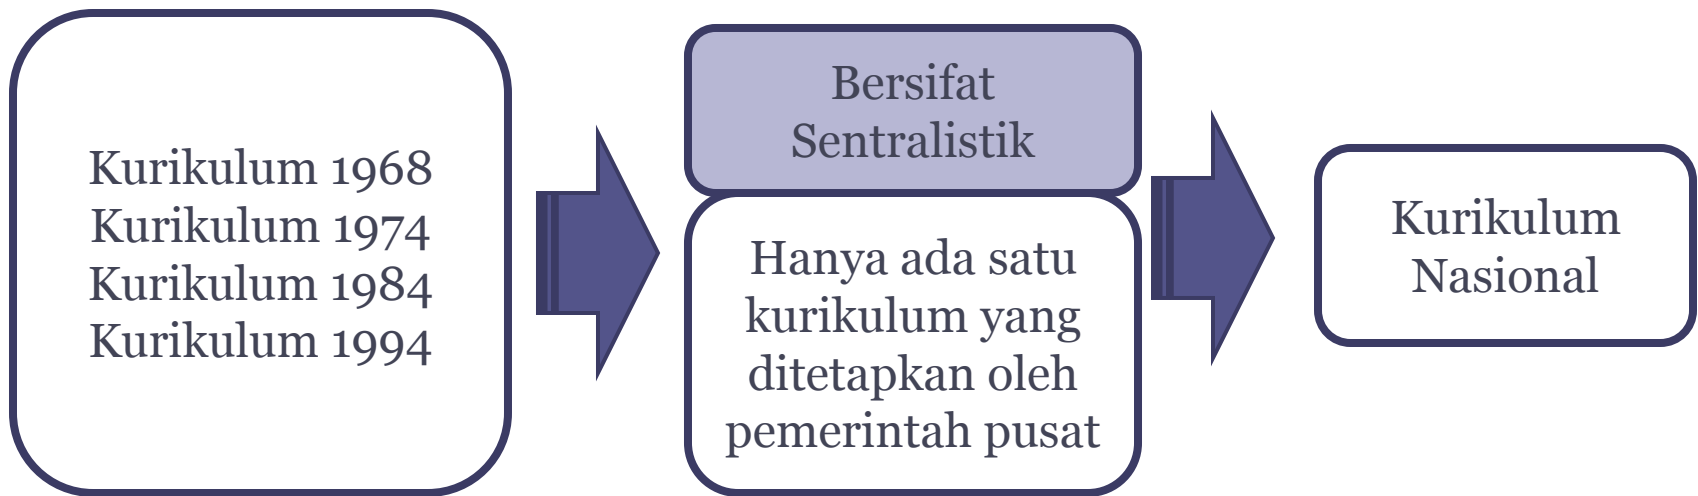 Kurikulum 1968
Kurikulum 1974
Kurikulum 1984
Kurikulum 1994
Bersifat
Sentralistik
Hanya ada satu
kurikulum yang
ditetapkan oleh
pemerintah pusat
Kurikulum
Nasional